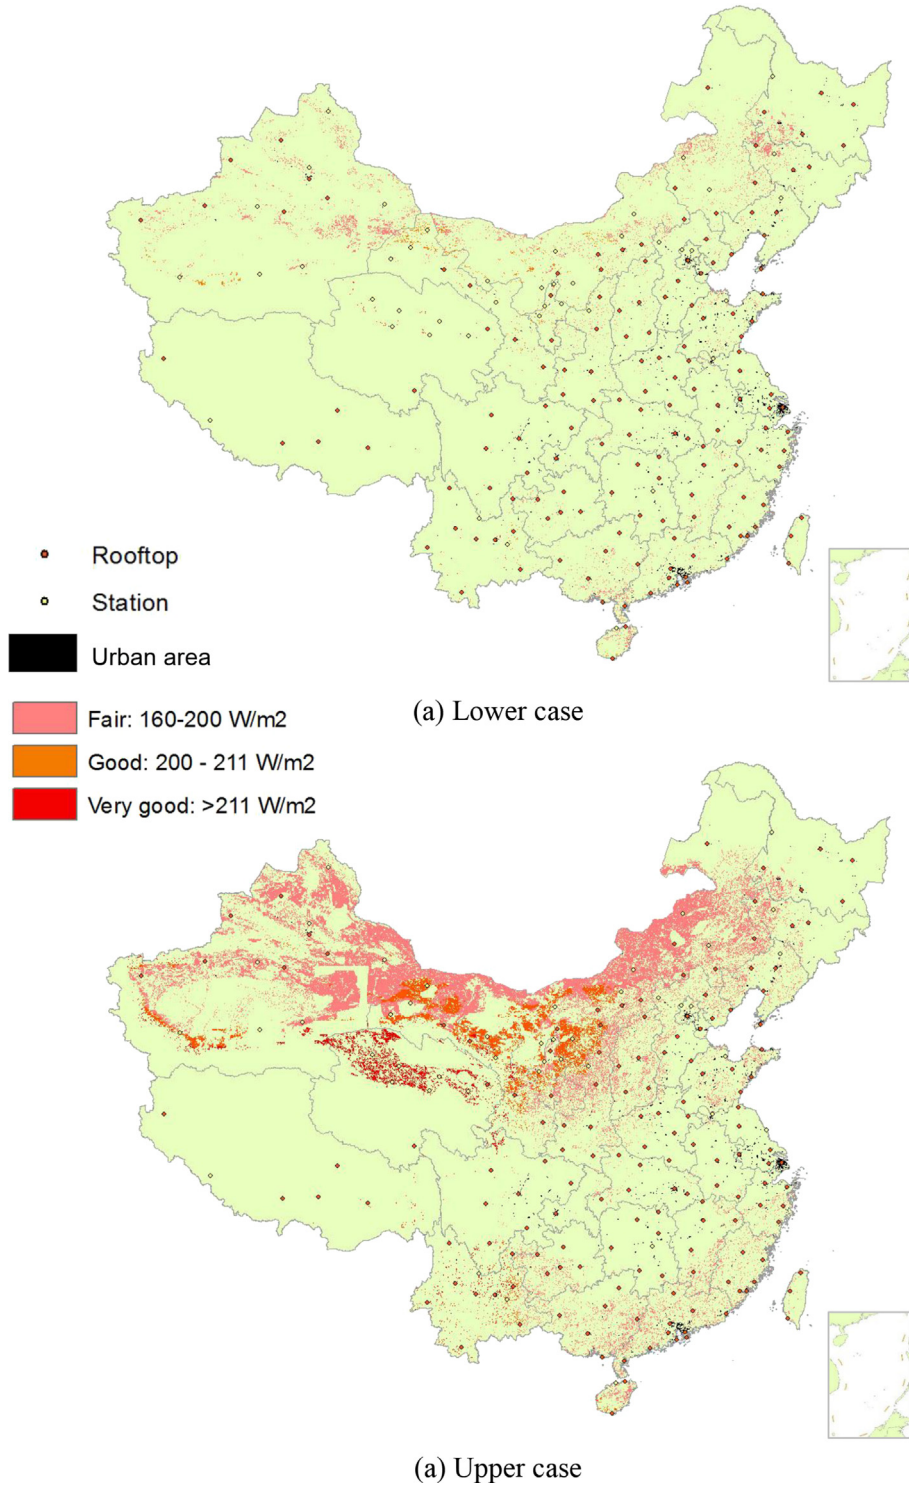 Rooftop
Station
Urban area
(a) Lower case
Fair: 160-200 W/m2
Good: 200 - 211 W/m2
Very good: >211 W/m2
(a) Upper case